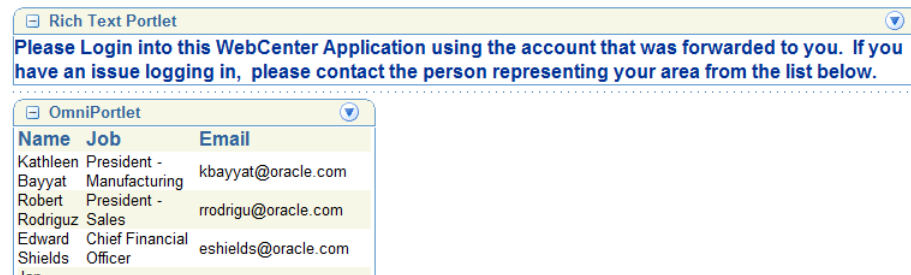 Rich Text Portlet
Please Login into this WebCenter Application using the account that was forwarded to you.  If you
have an issue logging in,  please contact the person representing your area from the list below.
OmniPortlet
Name Job Email
Kathleen President -
Bayyat Manufacturing kbayyat@oracle.com
Robert President -
Rodriguz Sales rrodrigu@oracle.com
Edward Chief Financial
Shields Officer eshields@oracle.com